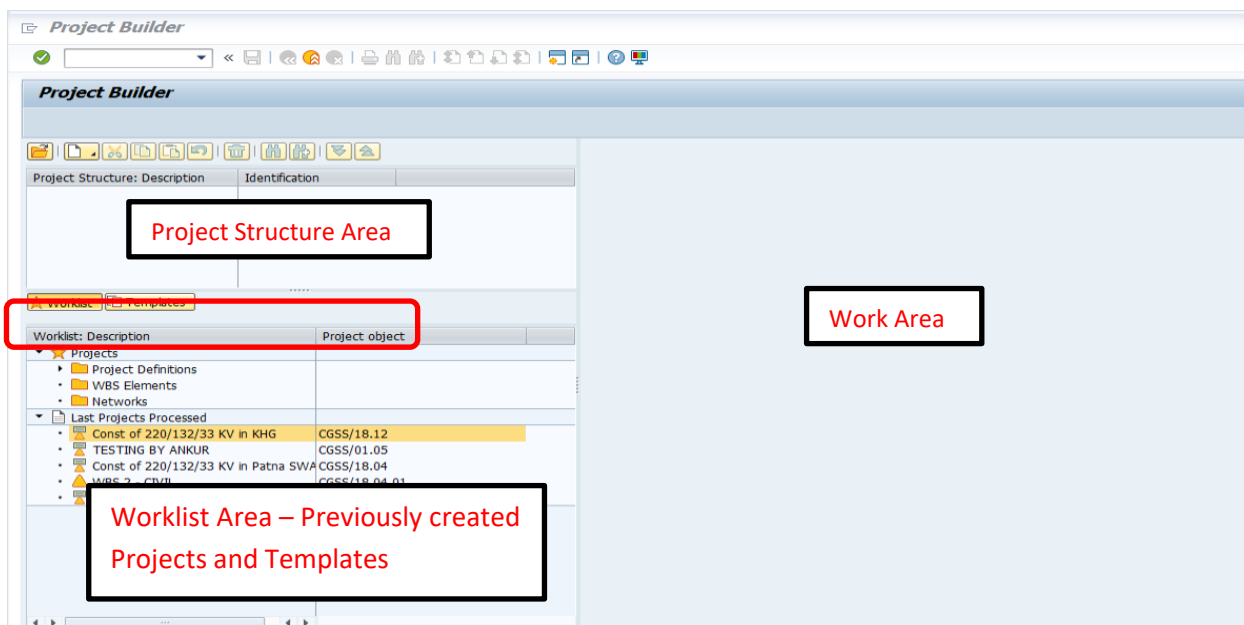 Project Builder
Project Builder
Project Structure: Description Identification
Project Structure Area
Worklist Templates
Work Area
Worklist: Description Project object
Projects
Project Definitions
WBS Elements
Networks
Last Projects Processed
Const of 220/132/33 KV in KHG CGSS/18.12
TESTING BY ANKUR CGSS/01.05
Const of 220/132/33 KV in Patna SWA CGSS/18.04
WBS 2 - CIVIL CGSS/18.04.01
Worklist Area – Previously created
Projects and Templates